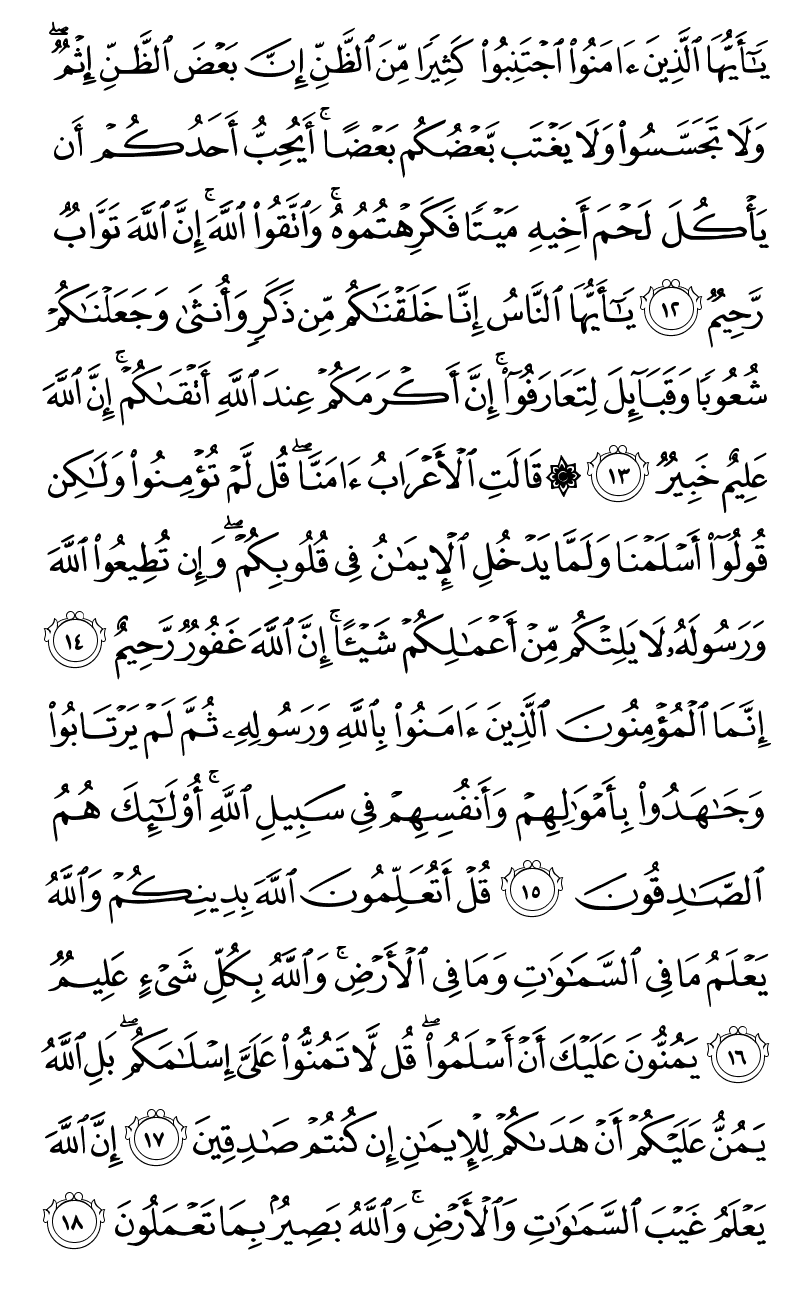 يَٰٓأَيُّهَا ٱلَّذِينَ ءَامَنُواْ ٱجۡتَنِبُواْ كَثِيرٗا مِّنَ ٱلظَّنِّ إِنَّ بَعۡضَ ٱلظَّنِّ إِثۡمٞۖ
وَلَا تَجَسَّسُواْ وَلَا يَغۡتَب بَّعۡضُكُم بَعۡضًاۚ أَيُحِبُّ أَحَدُكُمۡ أَن
يَأۡكُلَ لَحۡمَ أَخِيهِ مَيۡتٗا فَكَرِهۡتُمُوهُۚ وَٱتَّقُواْ ٱللَّهَۚ إِنَّ ٱللَّهَ تَوَّابٞ
رَّحِيمٞ ١٢ يَٰٓأَيُّهَا ٱلنَّاسُ إِنَّا خَلَقۡنَٰكُم مِّن ذَكَرٖ وَأُنثَىٰ وَجَعَلۡنَٰكُمۡ
شُعُوبٗا وَقَبَآئِلَ لِتَعَارَفُوٓاْۚ إِنَّ أَكۡرَمَكُمۡ عِندَ ٱللَّهِ أَتۡقَىٰكُمۡۚ إِنَّ ٱللَّهَ
عَلِيمٌ خَبِيرٞ ١٣ ۞ قَالَتِ ٱلۡأَعۡرَابُ ءَامَنَّاۖ قُل لَّمۡ تُؤۡمِنُواْ وَلَٰكِن
قُولُوٓاْ أَسۡلَمۡنَا وَلَمَّا يَدۡخُلِ ٱلۡإِيمَٰنُ فِي قُلُوبِكُمۡۖ وَإِن تُطِيعُواْ ٱللَّهَ
وَرَسُولَهُۥ لَا يَلِتۡكُم مِّنۡ أَعۡمَٰلِكُمۡ شَيۡـًٔاۚ إِنَّ ٱللَّهَ غَفُورٞ رَّحِيمٌ ١٤
إِنَّمَا ٱلۡمُؤۡمِنُونَ ٱلَّذِينَ ءَامَنُواْ بِٱللَّهِ وَرَسُولِهِۦ ثُمَّ لَمۡ يَرۡتَابُواْ
وَجَٰهَدُواْ بِأَمۡوَٰلِهِمۡ وَأَنفُسِهِمۡ فِي سَبِيلِ ٱللَّهِۚ أُوْلَٰٓئِكَ هُمُ
ٱلصَّٰدِقُونَ ١٥ قُلۡ أَتُعَلِّمُونَ ٱللَّهَ بِدِينِكُمۡ وَٱللَّهُ
يَعۡلَمُ مَا فِي ٱلسَّمَٰوَٰتِ وَمَا فِي ٱلۡأَرۡضِۚ وَٱللَّهُ بِكُلِّ شَيۡءٍ عَلِيمٞ
١٦ يَمُنُّونَ عَلَيۡكَ أَنۡ أَسۡلَمُواْۖ قُل لَّا تَمُنُّواْ عَلَيَّ إِسۡلَٰمَكُمۖ بَلِ ٱللَّهُ
يَمُنُّ عَلَيۡكُمۡ أَنۡ هَدَىٰكُمۡ لِلۡإِيمَٰنِ إِن كُنتُمۡ صَٰدِقِينَ ١٧ إِنَّ ٱللَّهَ
يَعۡلَمُ غَيۡبَ ٱلسَّمَٰوَٰتِ وَٱلۡأَرۡضِۚ وَٱللَّهُ بَصِيرُۢ بِمَا تَعۡمَلُونَ ١٨